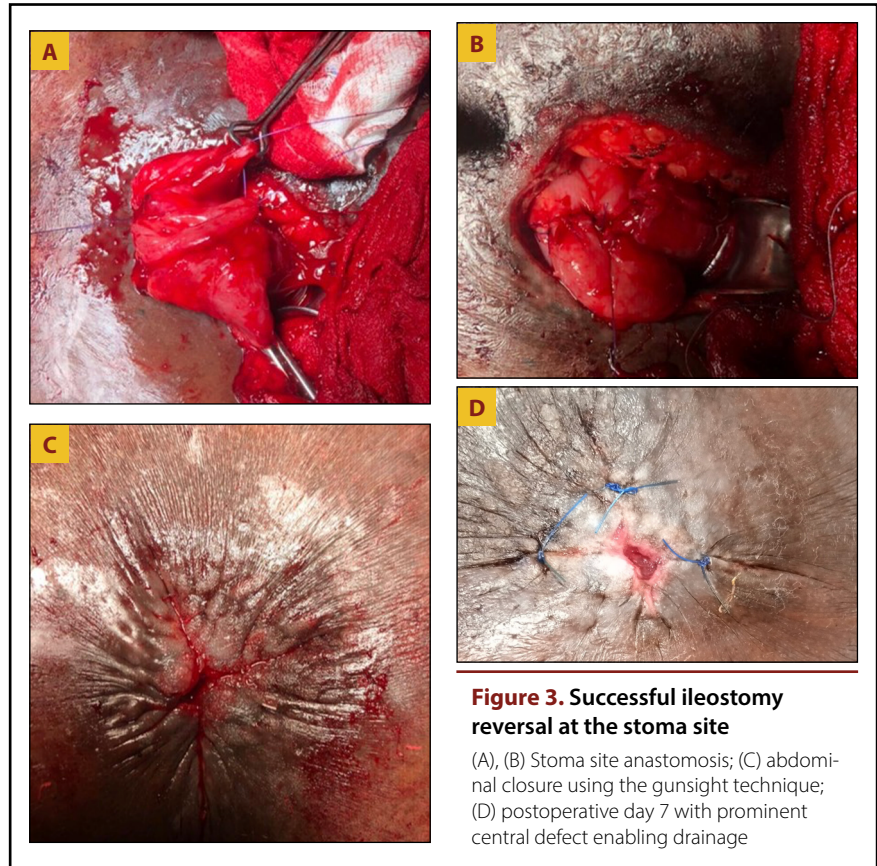 A
B
C
D
Figure 3. Successful ileostomy
reversal at the stoma site
(A), (B) Stoma site anastomosis; (C) abdomi-
nal closure using the gunsight technique;
(D) postoperative day 7 with prominent
central defect enabling drainage